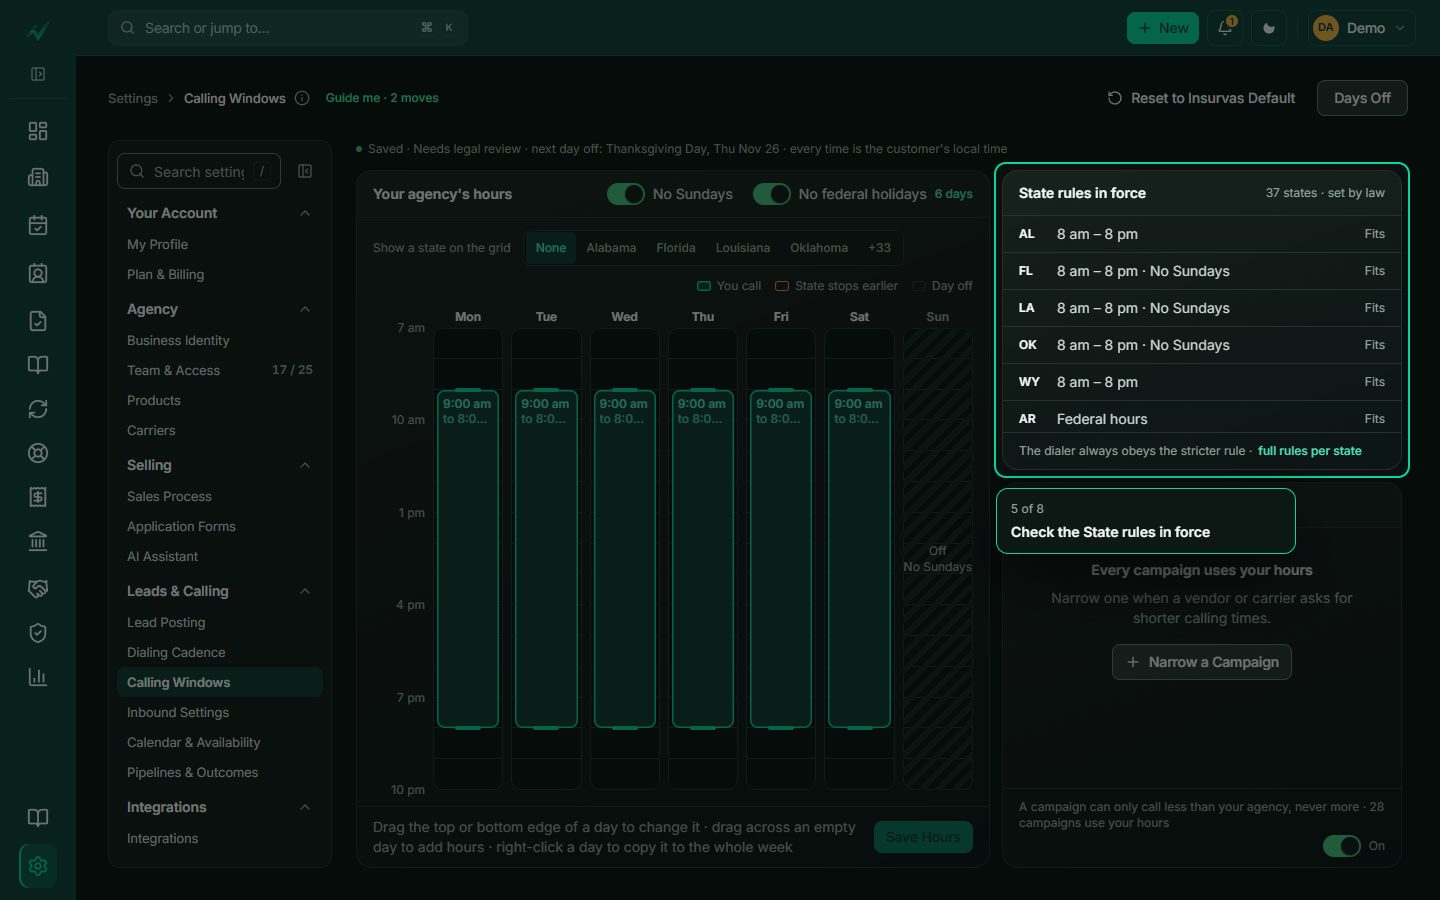 Search or jump to...
⌘ K
New
1
DA
Demo
Settings
Calling Windows
Guide me · 2 moves
Reset to Insurvas Default
Days Off
Search setting
/
Your Account
My Profile
Plan & Billing
Agency
Business Identity
Team & Access
17 / 25
Products
Carriers
Selling
Sales Process
Application Forms
AI Assistant
Leads & Calling
Lead Posting
Dialing Cadence
Calling Windows
Inbound Settings
Calendar & Availability
Pipelines & Outcomes
Integrations
Integrations
Saved · Needs legal review · next day off: Thanksgiving Day, Thu Nov 26 · every time is the customer's local time
Your agency's hours
No Sundays
No federal holidays
6 days
Show a state on the grid
None
Alabama
Florida
Louisiana
Oklahoma
+33
You call
State stops earlier
Day off
Mon
Tue
Wed
Thu
Fri
Sat
Sun
7 am
10 am
1 pm
4 pm
7 pm
10 pm
9:00 am
to 8:0...
9:00 am
to 8:0...
9:00 am
to 8:0...
9:00 am
to 8:0...
9:00 am
to 8:0...
9:00 am
to 8:0...
Off
No Sundays
Drag the top or bottom edge of a day to change it · drag across an empty
day to add hours · right-click a day to copy it to the whole week
Save Hours
State rules in force
37 states · set by law
AL 8 am – 8 pm Fits
FL 8 am – 8 pm · No Sundays Fits
LA 8 am – 8 pm · No Sundays Fits
OK 8 am – 8 pm · No Sundays Fits
WY 8 am – 8 pm Fits
AR Federal hours Fits
The dialer always obeys the stricter rule · full rules per state
5 of 8
Check the State rules in force
Every campaign uses your hours
Narrow one when a vendor or carrier asks for
shorter calling times.
Narrow a Campaign
A campaign can only call less than your agency, never more · 28
campaigns use your hours
On